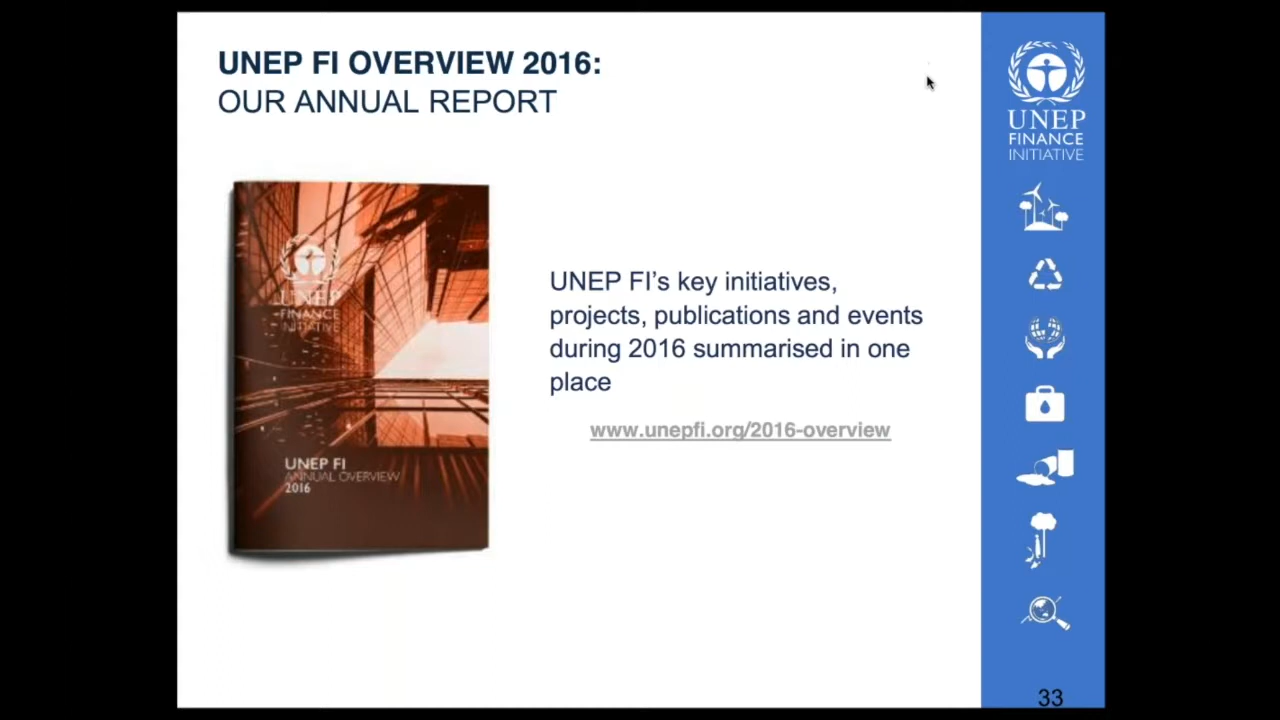 UNEP FI OVERVIEW 2016:
OUR ANNUAL REPORT
UNEP
FINANCE
INITIATIVE
UNEP
FINANCE
INITIATIVE
UNEP FI
ANNUAL OVERVIEW
2016
UNEP FI’s key initiatives,
projects, publications and events
during 2016 summarised in one
place
www.unepfi.org/2016-overview
33